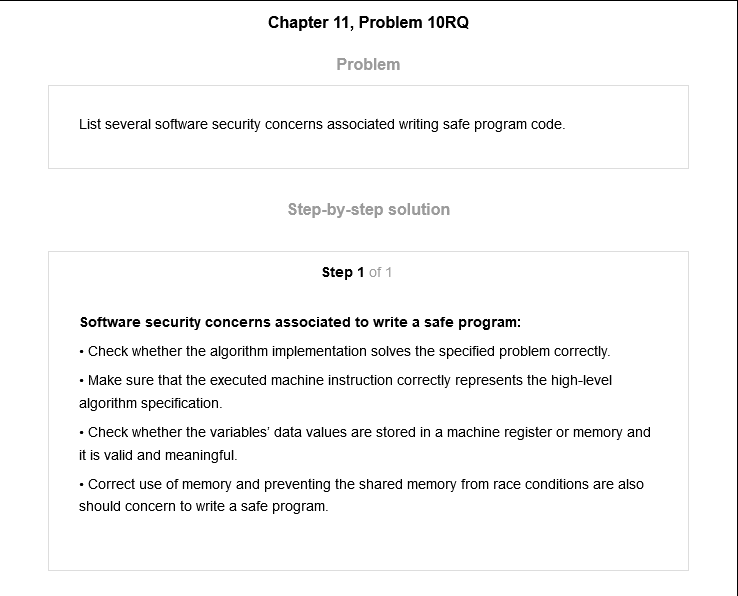 Chapter 11, Problem 10RQ
Problem
List several software security concerns associated writing safe program code.
Step-by-step solution
Step 1 of 1
Software security concerns associated to write a safe program:
• Check whether the algorithm implementation solves the specified problem correctly.
• Make sure that the executed machine instruction correctly represents the high-level
algorithm specification.
• Check whether the variables' data values are stored in a machine register or memory and
it is valid and meaningful.
• Correct use of memory and preventing the shared memory from race conditions are also
should concern to write a safe program.